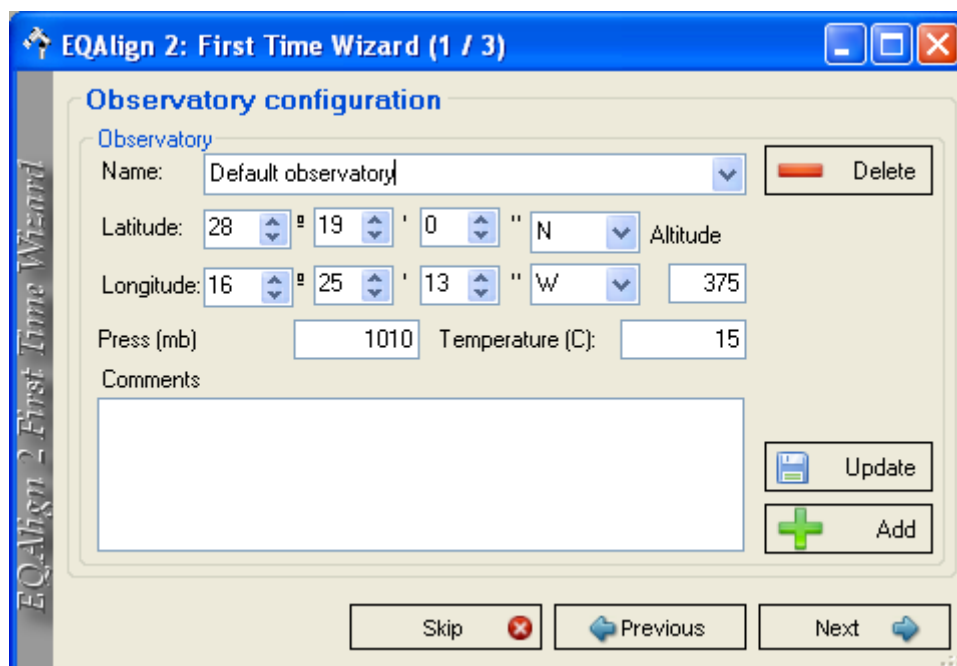 EQAlign 2: First Time Wizard (1 / 3)
Observatory configuration
Observatory
Name: Default observatory Delete
Latitude: 28 º 19 ' 0 " N Altitude
Longitude: 16 º 25 ' 13 " W 375
Press (mb) 1010 Temperature (C): 15
Comments
Update
Add
Skip Previous Next
EQAlign 2 First Time Wizard